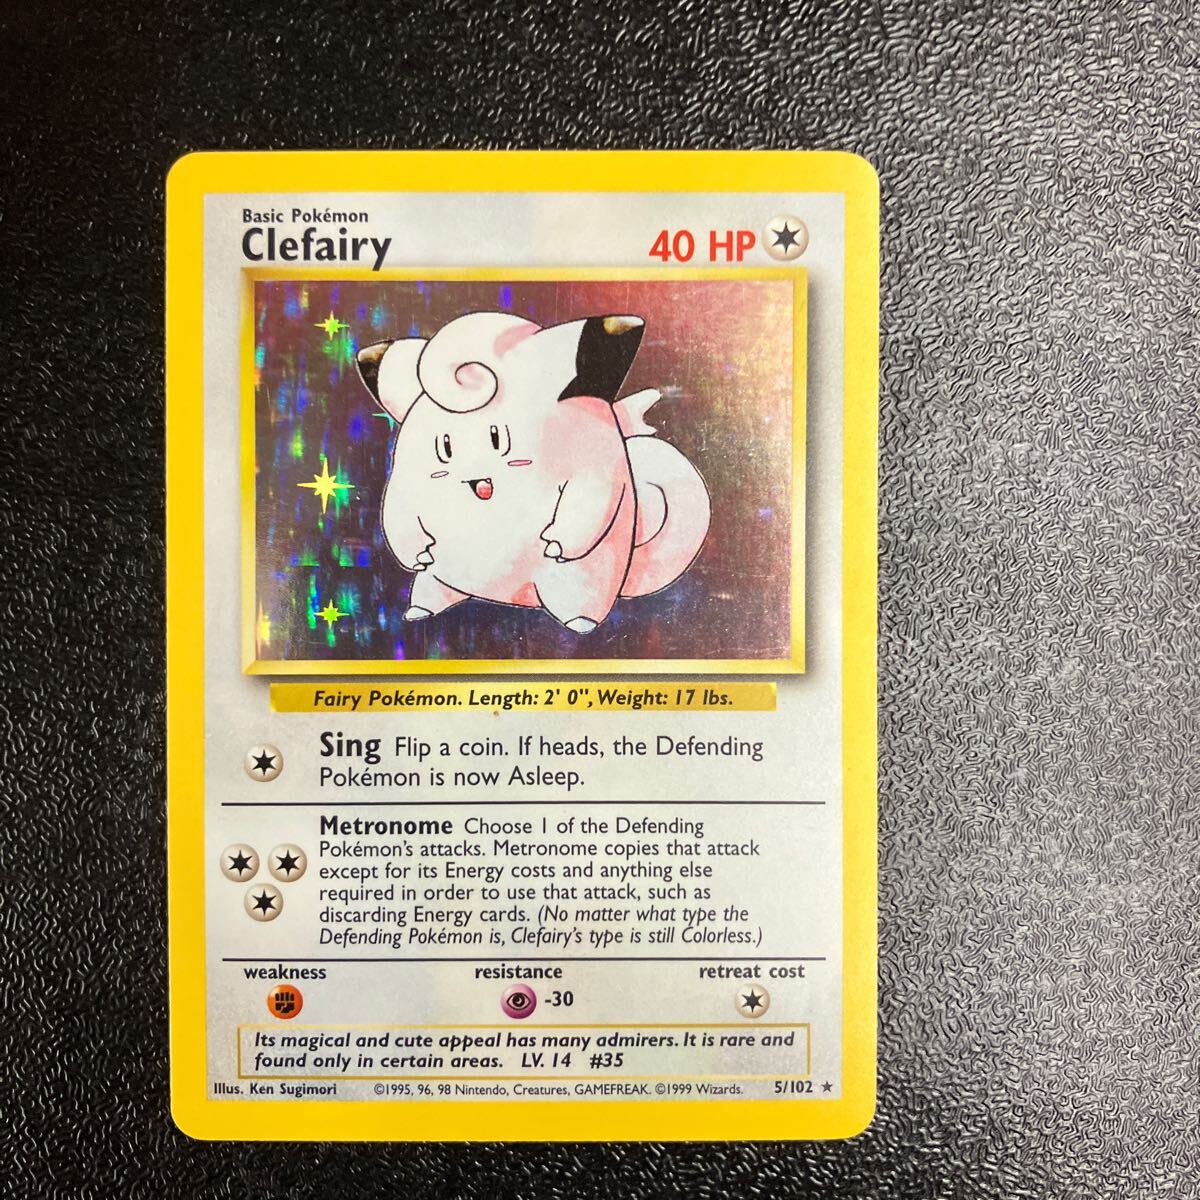 Basic Pokémon
Clefairy
40 HP
Fairy Pokémon. Length: 2' 0", Weight: 17 lbs.
Sing Flip a coin. If heads, the Defending
Pokémon is now Asleep.
Metronome Choose 1 of the Defending
Pokémon's attacks. Metronome copies that attack
except for its Energy costs and anything else
required in order to use that attack, such as
discarding Energy cards. (No matter what type the
Defending Pokémon is, Clefairy's type is still Colorless.)
weakness resistance retreat cost
-30
Its magical and cute appeal has many admirers. It is rare and
found only in certain areas. LV. 14 #35
Illus. Ken Sugimori ©1995, 96, 98 Nintendo, Creatures, GAMEFREAK. ©1999 Wizards. 5/102 ★